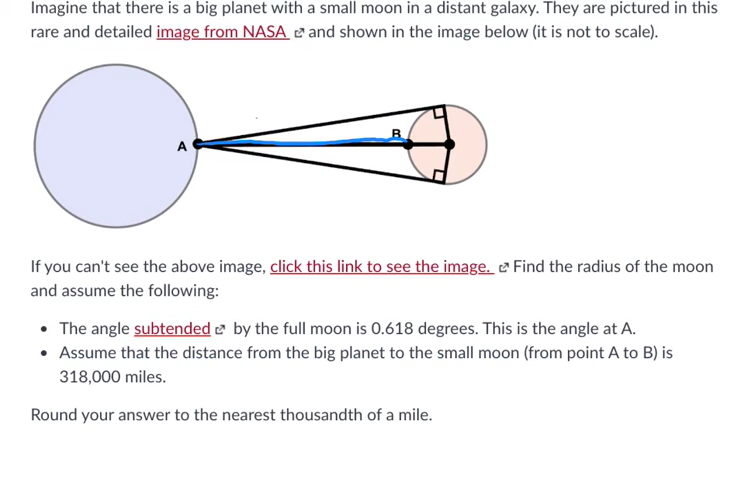 Imagine that there is a big planet with a small moon in a distant galaxy. They are pictured in this
rare and detailed image from NASA and shown in the image below (it is not to scale).
A
B
If you can't see the above image, click this link to see the image. Find the radius of the moon
and assume the following:
• The angle subtended by the full moon is 0.618 degrees. This is the angle at A.
• Assume that the distance from the big planet to the small moon (from point A to B) is
318,000 miles.
Round your answer to the nearest thousandth of a mile.